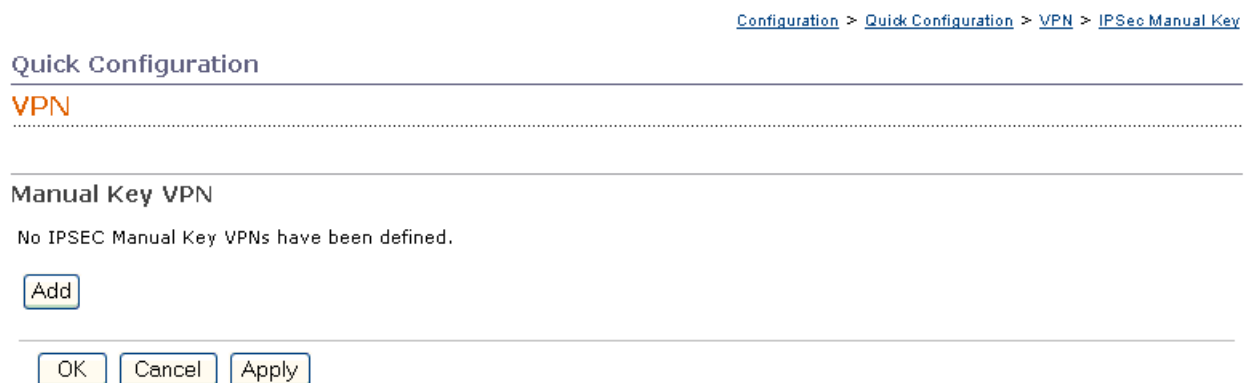 Configuration > Quick Configuration > VPN > IPSec Manual Key
Quick Configuration
VPN
Manual Key VPN
No IPSEC Manual Key VPNs have been defined.
Add
OK Cancel Apply